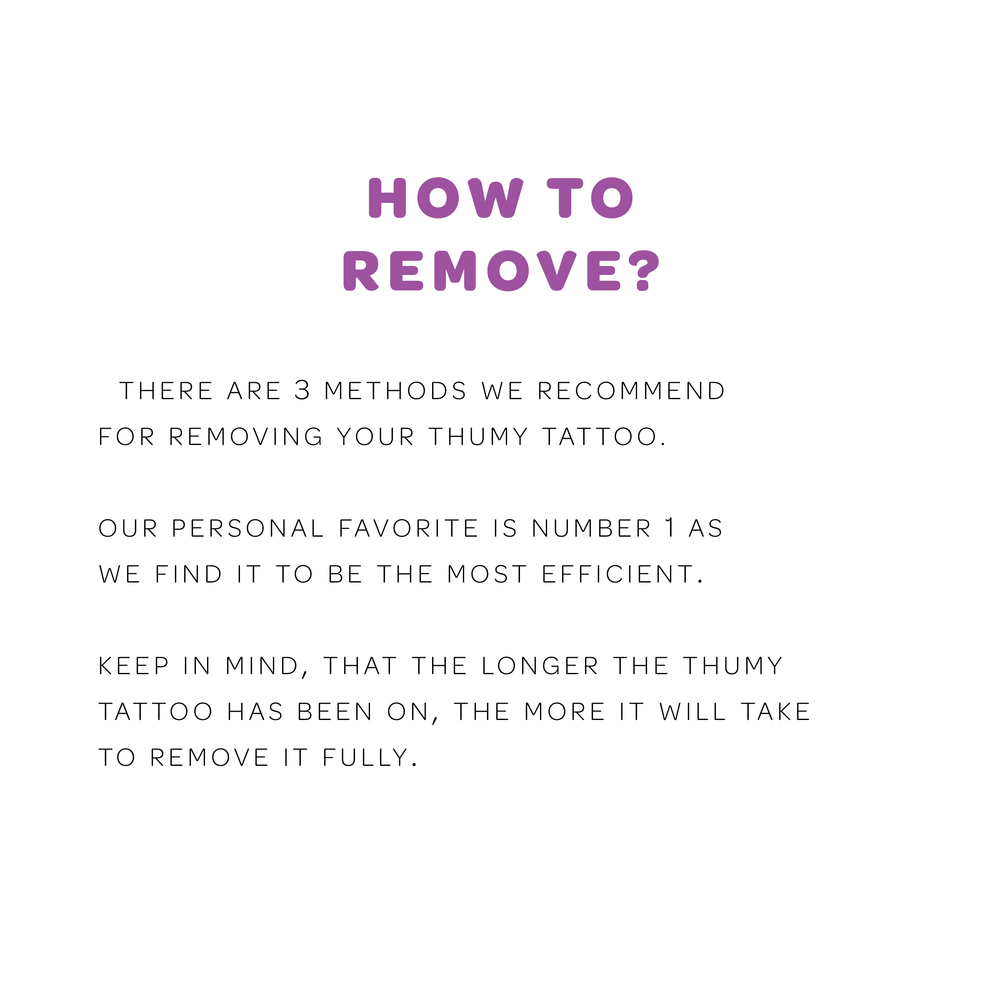 HOW TO
REMOVE?
THERE ARE 3 METHODS WE RECOMMEND
FOR REMOVING YOUR THUMY TATTOO.
OUR PERSONAL FAVORITE IS NUMBER 1 AS
WE FIND IT TO BE THE MOST EFFICIENT.
KEEP IN MIND, THAT THE LONGER THE THUMY
TATTOO HAS BEEN ON, THE MORE IT WILL TAKE
TO REMOVE IT FULLY.